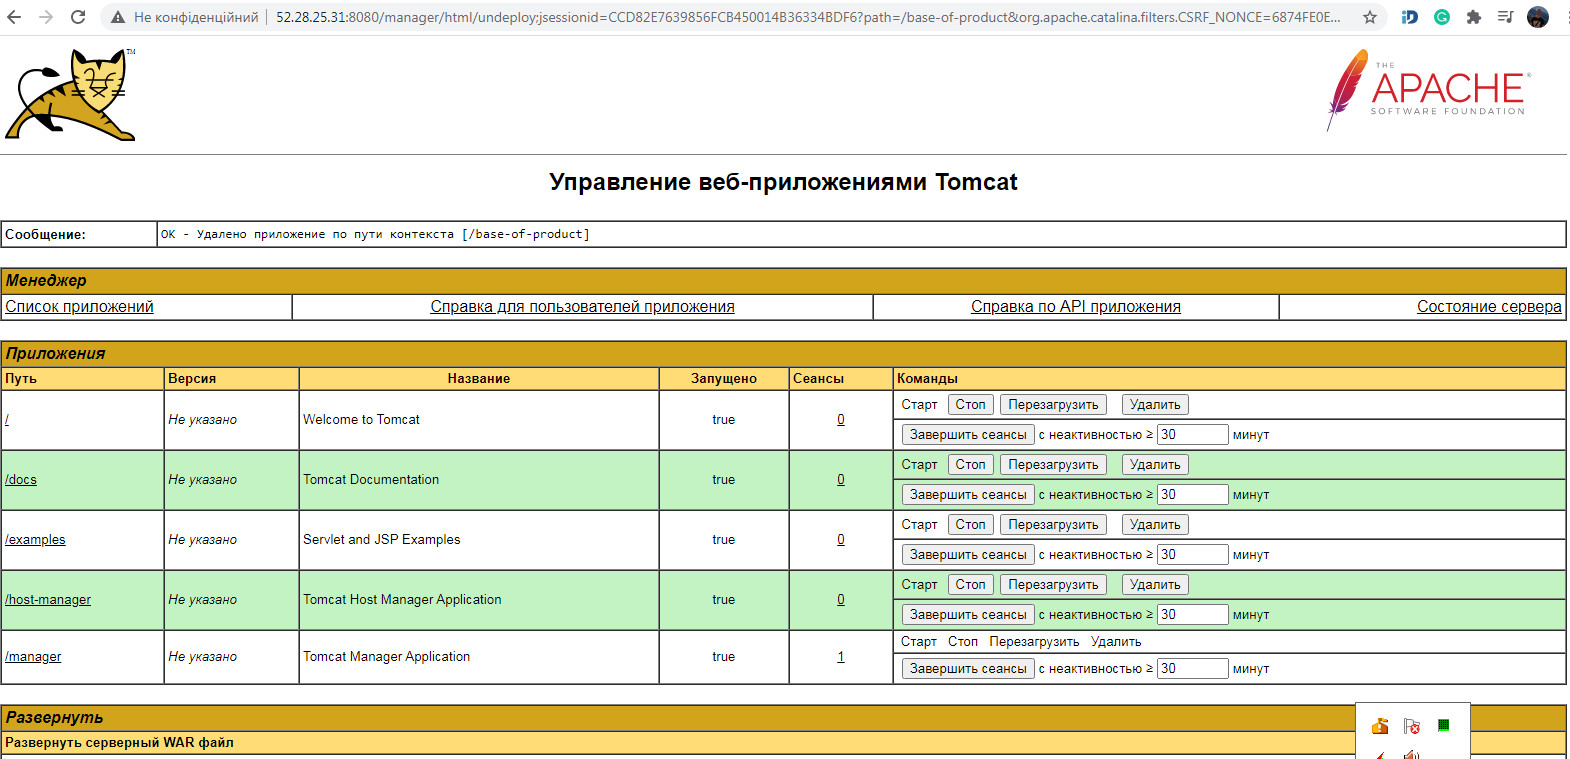 Не конфіденційний 52.28.25.31:8080/manager/html/undeploy;jsessionid=CCD82E7639856FCB450014B36334BDF6?path=/base-of-product&org.apache.catalina.filters.CSRF_NONCE=6874FE0E...
TM
THE
APACHE®
SOFTWARE FOUNDATION
Управление веб-приложениями Tomcat
Сообщение: OK - Удалено приложение по пути контекста [/base-of-product]
Менеджер
Список приложений Справка для пользователей приложения Справка по API приложения Состояние сервера
Приложения
Путь Версия Название Запущено Сеансы Команды
/ Не указано Welcome to Tomcat true 0 Старт Стоп Перезагрузить Удалить
Завершить сеансы с неактивностью ≥ 30 минут
/docs Не указано Tomcat Documentation true 0 Старт Стоп Перезагрузить Удалить
Завершить сеансы с неактивностью ≥ 30 минут
/examples Не указано Servlet and JSP Examples true 0 Старт Стоп Перезагрузить Удалить
Завершить сеансы с неактивностью ≥ 30 минут
/host-manager Не указано Tomcat Host Manager Application true 0 Старт Стоп Перезагрузить Удалить
Завершить сеансы с неактивностью ≥ 30 минут
/manager Не указано Tomcat Manager Application true 1 Старт Стоп Перезагрузить Удалить
Завершить сеансы с неактивностью ≥ 30 минут
Развернуть
Развернуть серверный WAR файл